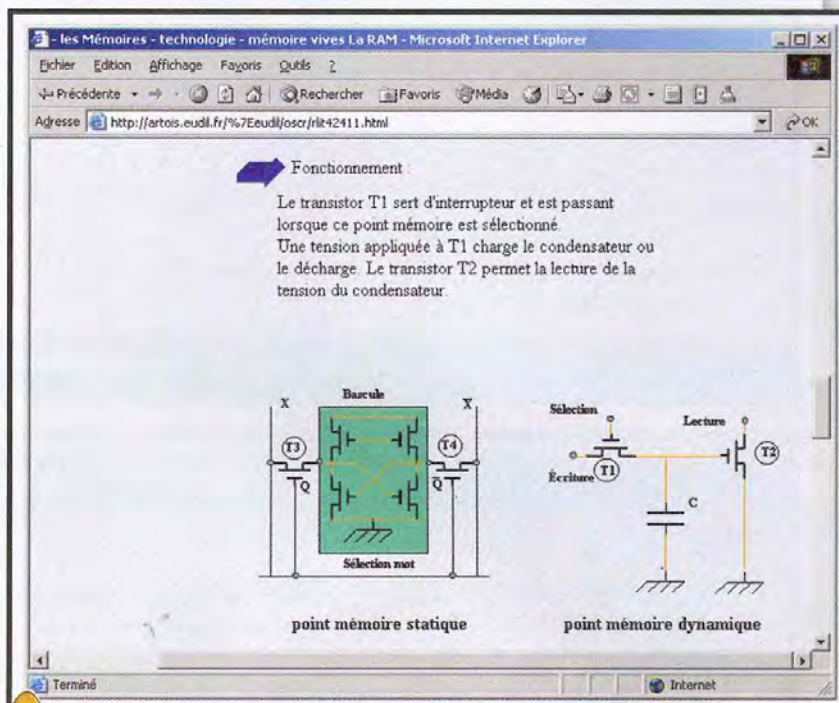 - les Mémoires - technologie - mémoire vives La RAM - Microsoft Internet Explorer
Fichier Edition Affichage Favoris Outils ?
Précédente Rechercher Favoris Média
Adresse http://artois.eudil.fr/%7Eeudil/oscr/rlit42411.html OK
Fonctionnement :
Le transistor T1 sert d'interrupteur et est passant
lorsque ce point mémoire est sélectionné.
Une tension appliquée à T1 charge le condensateur ou
le décharge. Le transistor T2 permet la lecture de la
tension du condensateur.
X Bascule X̄
T3 T4
Q Q̄
Sélection mot
point mémoire statique
Sélection
Lecture
T2
Écriture T1
C
point mémoire dynamique
Terminé Internet